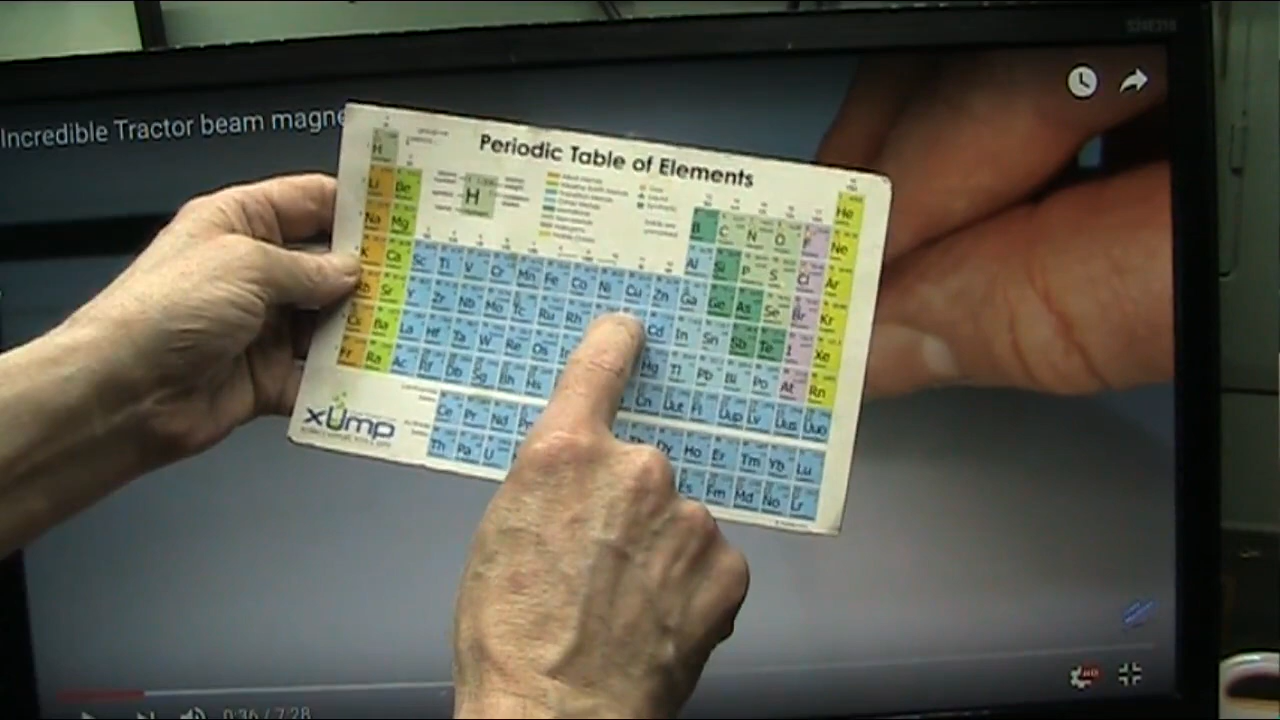 S24E310
Incredible Tractor beam magne
Periodic Table of Elements
H He
H
Li Be B C N O F Ne
Na Mg Al Si P S Cl Ar
K Ca Sc Ti V Cr Mn Fe Co Ni Cu Zn Ga Ge As Se Br Kr
Rb Sr Y Zr Nb Mo Tc Ru Rh Cd In Sn Sb Te I Xe
Cs Ba La Hf Ta W Re Os Ir Hg Tl Pb Bi Po At Rn
Fr Ra Ac Rf Db Sg Bh Hs Cn Uut Fl Uup Lv Uus Uuo
Ce Pr Nd Dy Ho Er Tm Yb Lu
Th Pa U Es Fm Md No Lr
xUmp
0:36 / 7:28
HD